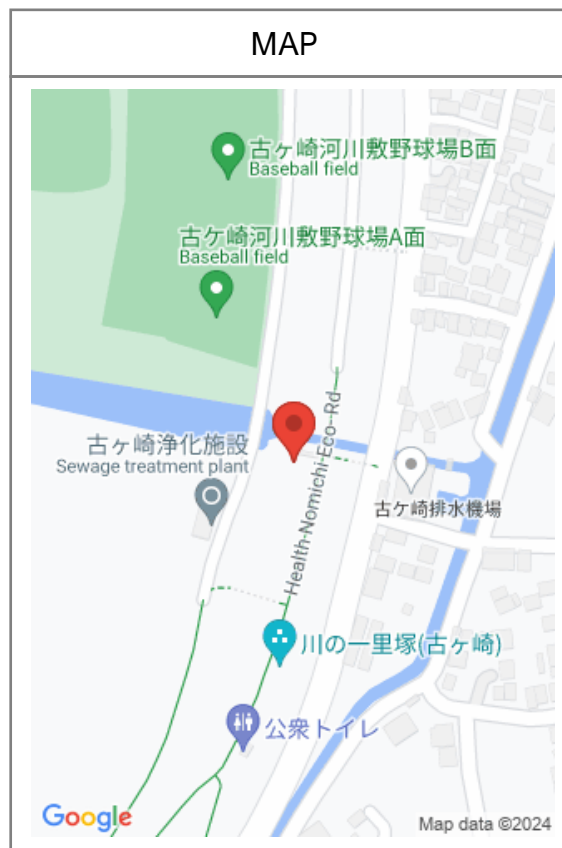 MAP
古ヶ崎河川敷野球場B面
Baseball field
古ケ崎河川敷野球場A面
Baseball field
Health-Nomichi-Eco-Rd
古ヶ崎浄化施設
Sewage treatment plant
古ケ崎排水機場
川の一里塚(古ヶ崎)
公衆トイレ
Google
Map data ©2024